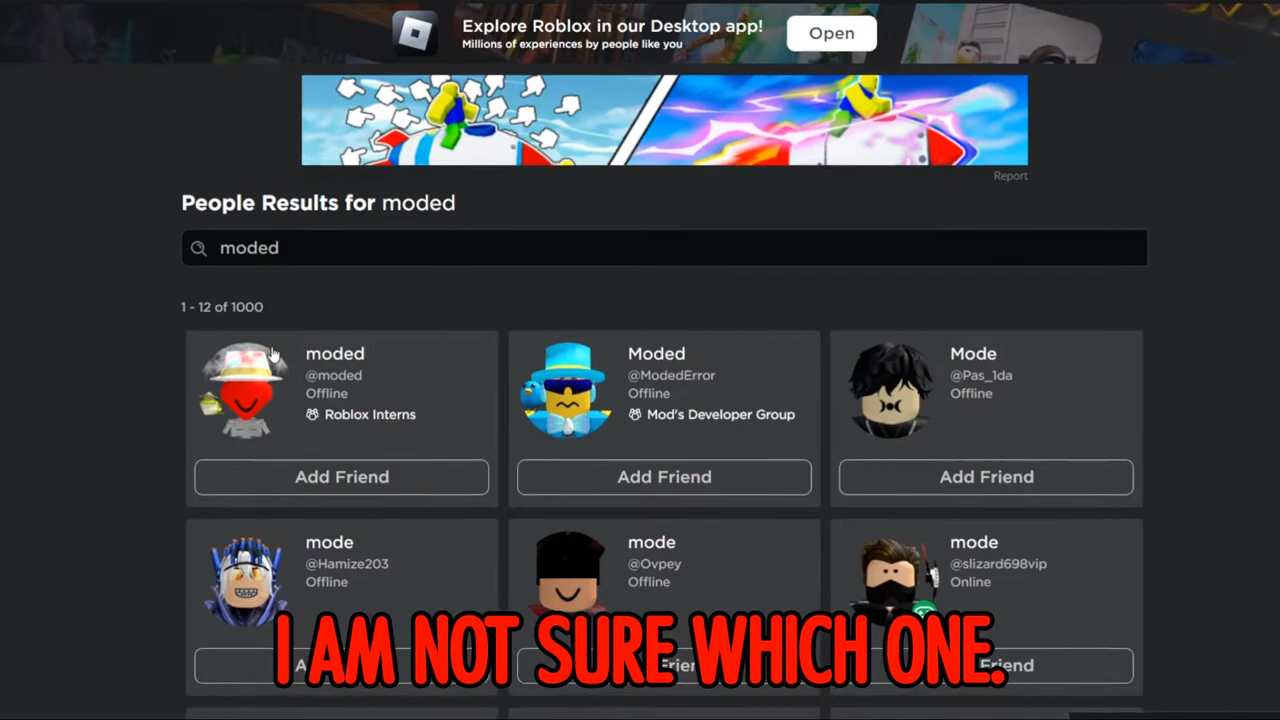 Explore Roblox in our Desktop app!
Millions of experiences by people like you
Open
Report
People Results for moded
moded
1 - 12 of 1000
moded
@moded
Offline
Roblox Interns
Add Friend
Moded
@ModedError
Offline
Mod's Developer Group
Add Friend
Mode
@Pas_1da
Offline
Add Friend
mode
@Hamize203
Offline
mode
@Ovpey
Offline
mode
@slizard698vip
Online
I AM NOT SURE WHICH ONE.